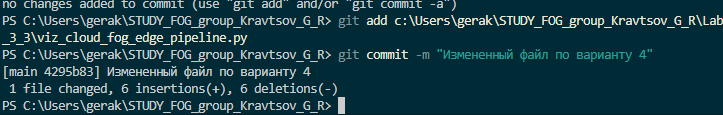 no changes added to commit (use "git add" and/or "git commit -a")
PS C:\Users\gerak\STUDY_FOG_group_Kravtsov_G_R> git add c:\Users\gerak\STUDY_FOG_group_Kravtsov_G_R\Lab
_3_3\viz_cloud_fog_edge_pipeline.py
PS C:\Users\gerak\STUDY_FOG_group_Kravtsov_G_R> git commit -m "Измененный файл по варианту 4"
[main 4295b83] Измененный файл по варианту 4
 1 file changed, 6 insertions(+), 6 deletions(-)
PS C:\Users\gerak\STUDY_FOG_group_Kravtsov_G_R>